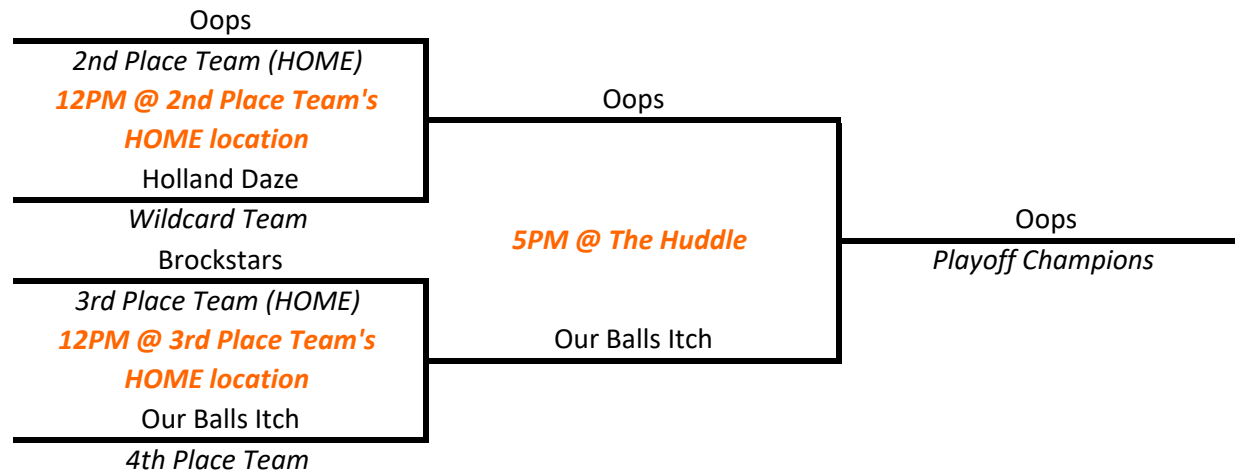 Oops
2nd Place Team (HOME)
12PM @ 2nd Place Team's
HOME location
Holland Daze
Wildcard Team
Brockstars
3rd Place Team (HOME)
12PM @ 3rd Place Team's
HOME location
Our Balls Itch
4th Place Team
Oops
5PM @ The Huddle
Our Balls Itch
Oops
Playoff Champions